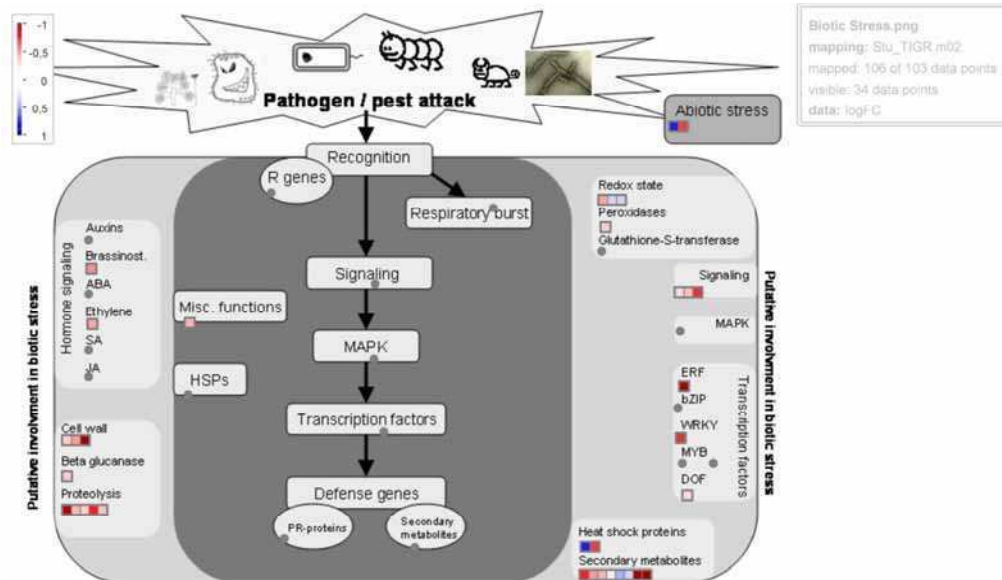 -1
-0.5
0
0.5
1
Pathogen / pest attack
Biotic Stress.png
mapping: Stu_TIGR m02
mapped: 106 of 103 data points
visible: 34 data points
data: logFC
Abiotic stress
Recognition
R genes
Respiratory burst
Signaling
Misc. functions
MAPK
HSPs
Transcription factors
Defense genes
PR-proteins
Secondary
metabolites
Putative involvment in biotic stress
Hormone signaling
Auxins
Brassinost.
ABA
Ethylene
SA
JA
Cell wall
Beta glucanase
Proteolysis
Redox state
Peroxidases
Glutathione-S-transferase
Signaling
MAPK
ERF
bZIP
WRKY
MYB
DOF
Transcription factors
Putative involvment in biotic stress
Heat shock proteins
Secondary metabolites